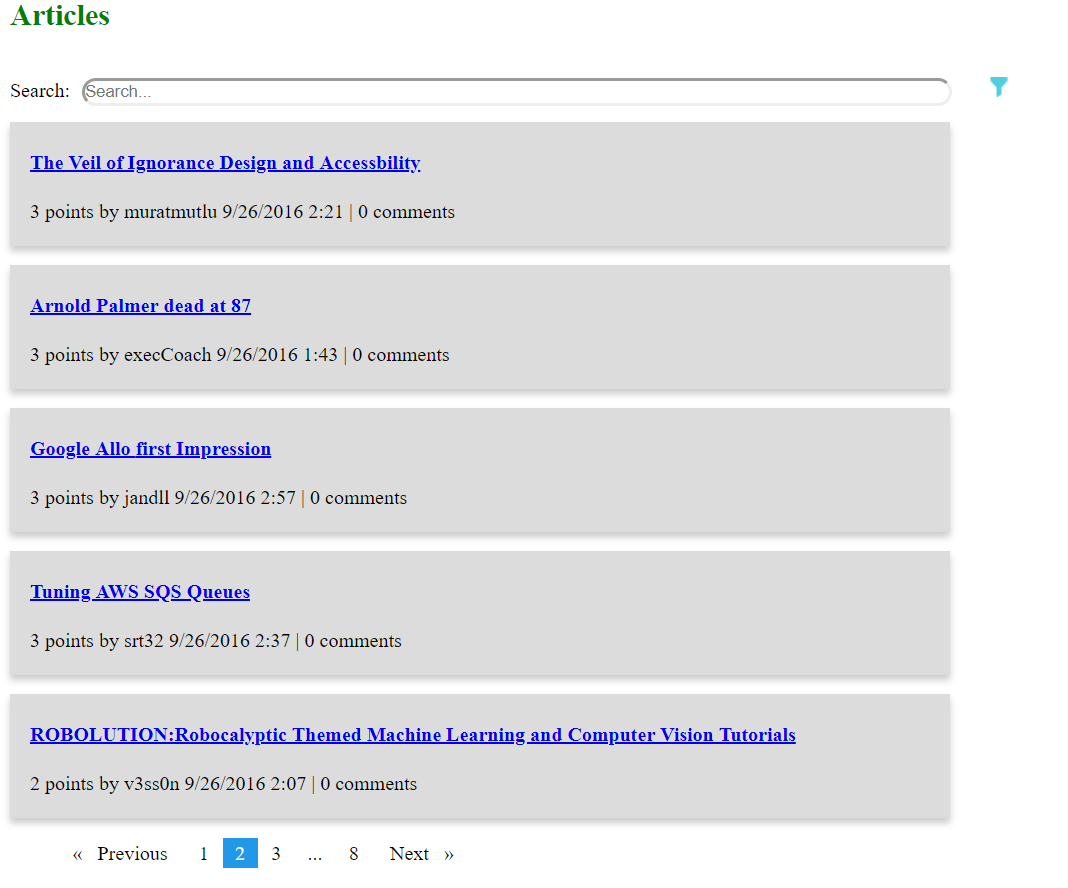 Articles
Search: Search...
The Veil of Ignorance Design and Accessbility
3 points by muratmutlu 9/26/2016 2:21 | 0 comments
Arnold Palmer dead at 87
3 points by execCoach 9/26/2016 1:43 | 0 comments
Google Allo first Impression
3 points by jandll 9/26/2016 2:57 | 0 comments
Tuning AWS SQS Queues
3 points by srt32 9/26/2016 2:37 | 0 comments
ROBOLUTION:Robocalyptic Themed Machine Learning and Computer Vision Tutorials
2 points by v3ss0n 9/26/2016 2:07 | 0 comments
« Previous 1 2 3 ... 8 Next »